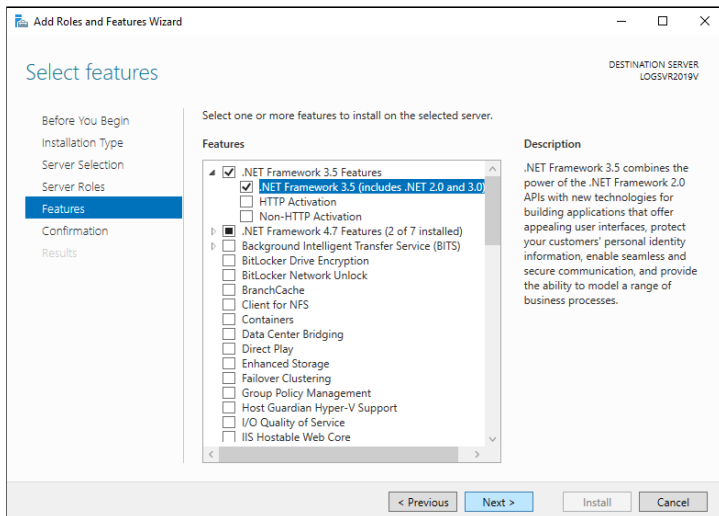 Add Roles and Features Wizard
Select features
DESTINATION SERVER
LOGSVR2019V
Before You Begin
Installation Type
Server Selection
Server Roles
Features
Confirmation
Results
Select one or more features to install on the selected server.
Features
.NET Framework 3.5 Features
.NET Framework 3.5 (includes .NET 2.0 and 3.0)
HTTP Activation
Non-HTTP Activation
.NET Framework 4.7 Features (2 of 7 installed)
Background Intelligent Transfer Service (BITS)
BitLocker Drive Encryption
BitLocker Network Unlock
BranchCache
Client for NFS
Containers
Data Center Bridging
Direct Play
Enhanced Storage
Failover Clustering
Group Policy Management
Host Guardian Hyper-V Support
I/O Quality of Service
IIS Hostable Web Core
Description
.NET Framework 3.5 combines the
power of the .NET Framework 2.0
APIs with new technologies for
building applications that offer
appealing user interfaces, protect
your customers' personal identity
information, enable seamless and
secure communication, and provide
the ability to model a range of
business processes.
< Previous
Next >
Install
Cancel